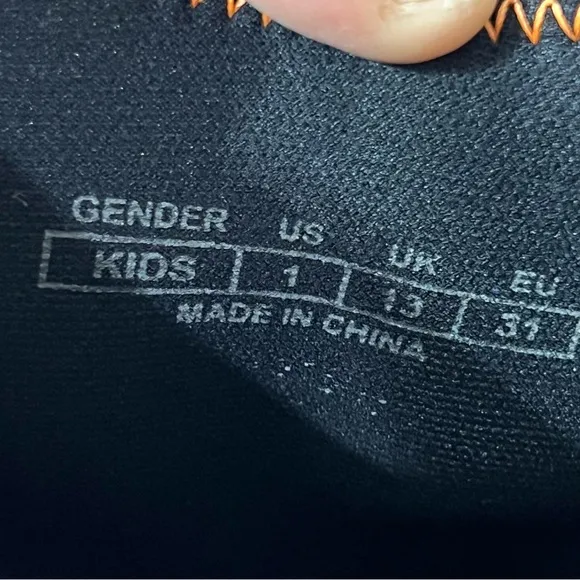 GENDER US UK EU
KIDS 1 13 31
MADE IN CHINA